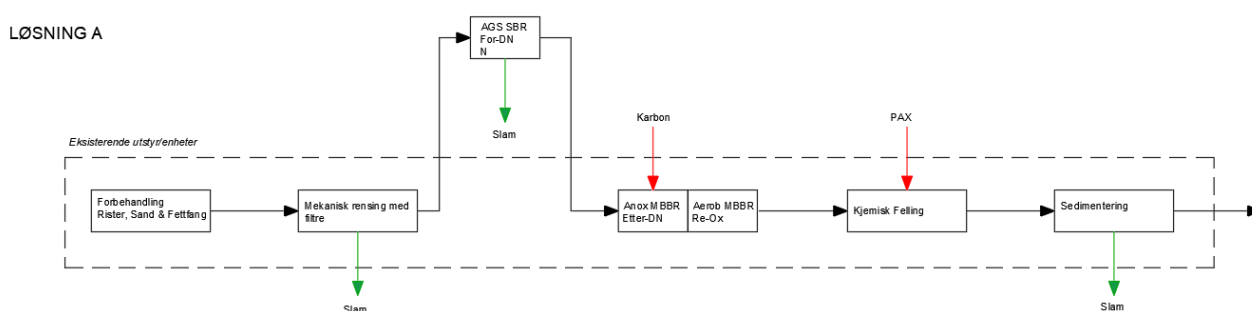 LØSNING A
AGS SBR
For-DN
N
Slam
Karbon
PAX
Eksisterende utstyr/enheter
Forbehandling
Rister, Sand & Fettfang
Mekanisk rensing med
filtre
Anox MBBR
Etter-DN
Aerob MBBR
Re-Ox
Kjemisk Felling
Sedimentering
Slam
Slam